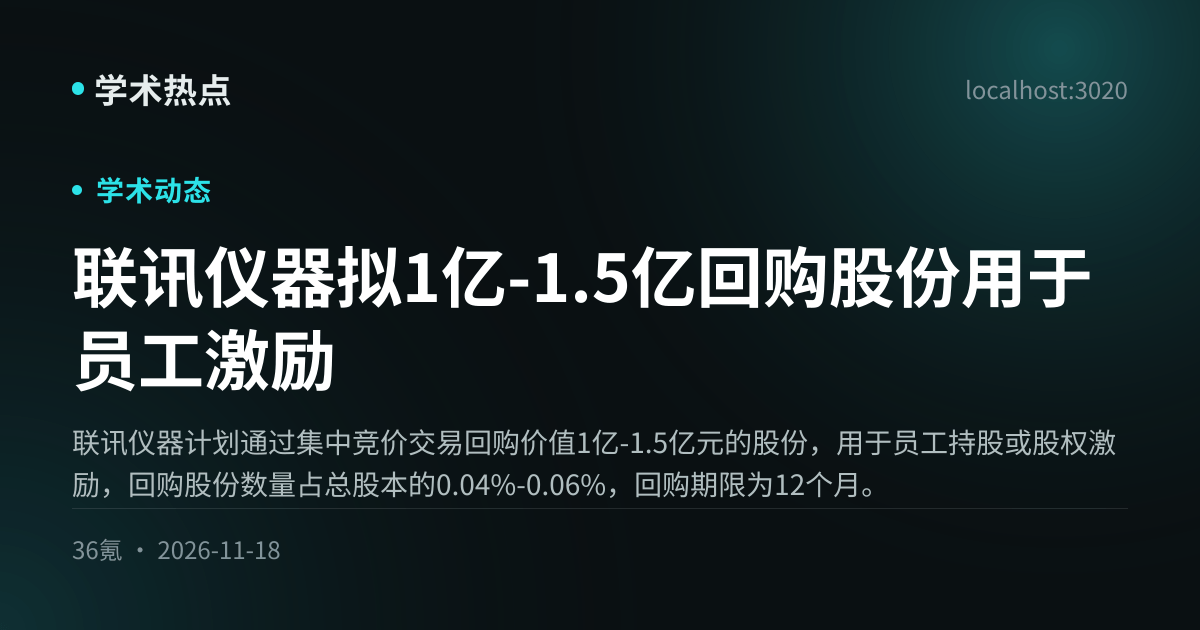 学术热点
localhost:3020
学术动态
联讯仪器拟1亿-1.5亿回购股份用于
员工激励
联讯仪器计划通过集中竞价交易回购价值1亿-1.5亿元的股份，用于员工持股或股权激
励，回购股份数量占总股本的0.04%-0.06%，回购期限为12个月。
36氪 · 2026-11-18